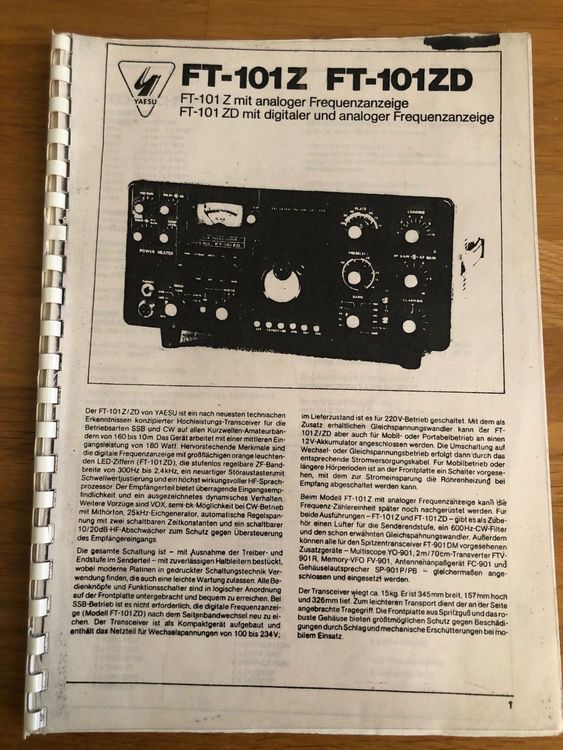 YAESU
FT-101Z FT-101ZD
FT-101 Z mit analoger Frequenzanzeige
FT-101 ZD mit digitaler und analoger Frequenzanzeige
PLATE
LOADING
PRESELECT
POWER HEATER
Der FT-101Z/ZD von YAESU ist ein nach neuesten technischen
Erkenntnissen konzipierter Hochleistungs-Transceiver für die
Betriebsarten SSB und CW auf allen Kurzwellen-Amateurbän-
dern von 160 bis 10m. Das Gerät arbeitet mit einer mittleren Ein-
gangsleistung von 180 Watt. Hervorstechende Merkmale sind
die digitale Frequenzanzeige mit großflächigen orange leuchten-
den LED-Ziffern (FT-101ZD), die stufenlos regelbare ZF-Band-
breite von 300Hz bis 2,4kHz, ein neuartiger Störaustaster mit
Schwellwertjustierung und ein höchst wirkungsvoller HF-Sprach-
prozessor. Der Empfängerteil bietet überragende Eingangsemp-
findlichkeit und ein ausgezeichnetes dynamisches Verhalten.
Weitere Vorzüge sind VOX, semi-bk-Möglichkeit bei CW-Betrieb
mit Mithörton, 25kHz-Eichgenerator, automatische Regelspan-
nung mit zwei schaltbaren Zeitkonstanten und ein schaltbarer
10/20dB-HF-Abschwächer zum Schutz gegen Übersteuerung
des Empfängereingangs.
Die gesamte Schaltung ist – mit Ausnahme der Treiber- und
Endstufe im Sendeteil – mit zuverlässigen Halbleitern bestückt,
wobei modernste Platinen in gedruckter Schaltungstechnik Ver-
wendung finden, die auch eine leichte Wartung zulassen. Alle Be-
dienknöpfe und Funktionsschalter sind in logischer Anordnung
auf der Frontplatte untergebracht und bequem zu erreichen. Bei
SSB-Betrieb ist es nicht erforderlich, die digitale Frequenzanzei-
ge (Modell FT-101ZD) nach dem Seitenbandwechsel neu zu ei-
chen. Der Transceiver ist als Kompaktgerät aufgebaut und
enthält das Netzteil für Wechselspannungen von 100 bis 234V;
im Lieferzustand ist es für 220V-Betrieb geschaltet. Mit dem als
Zusatz erhältlichen Gleichspannungswandler kann der FT-
101Z/ZD aber auch für Mobil- oder Portabelbetrieb an einen
12V-Akkumulator angeschlossen werden. Die Umschaltung auf
Wechsel- oder Gleichspannungsbetrieb erfolgt dann durch das
entsprechende Stromversorgungskabel. Für Mobilbetrieb oder
längere Hörperioden ist an der Frontplatte ein Schalter vorgese-
hen, mit dem zur Stromeinsparung die Röhrenheizung bei
Empfang abgeschaltet werden kann.
Beim Modell FT-101Z mit analoger Frequenzanzeige kann die
Frequenz-Zählereinheit später noch nachgerüstet werden. Für
beide Ausführungen – FT-101Z und FT-101ZD – gibt es als Zube-
hör einen Lüfter für die Senderendstufe, ein 600Hz-CW-Filter
und den schon erwähnten Gleichspannungswandler. Außerdem
können alle für den Spitzentransceiver FT-901DM vorgesehenen
Zusatzgeräte – Multiscope YO-901, 2m/70cm-Transverter FTV-
901R, Memory-VFO FV-901, Antennenanpaßgerät FC-901 und
Gehäuselautsprecher SP-901P/PB – gleichermaßen ange-
schlossen und eingesetzt werden.
Der Transceiver wiegt ca. 15kg. Er ist 345mm breit, 157mm hoch
und 326mm tief. Zum leichteren Transport dient der an der Seite
angebrachte Tragegriff. Die Frontplatte aus Spritzguß und das ro-
buste Gehäuse bieten größtmöglichen Schutz gegen Beschädi-
gungen durch Schlag und mechanische Erschütterungen bei mo-
bilem Einsatz.
1